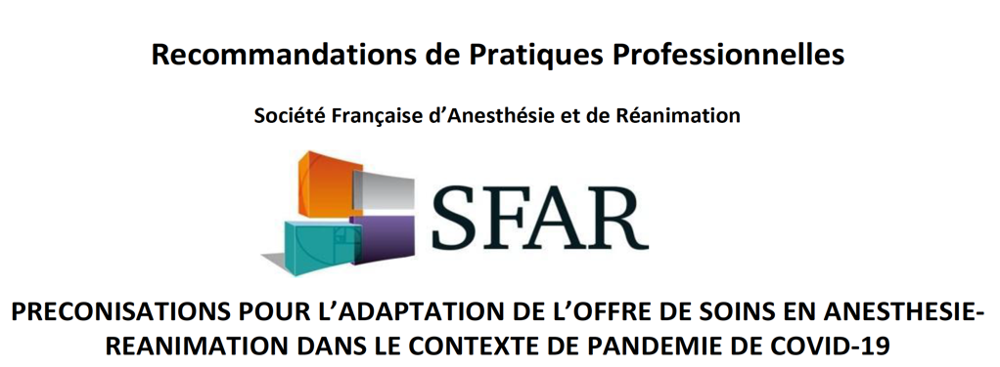 Recommandations de Pratiques Professionnelles
Société Française d’Anesthésie et de Réanimation
SFAR
PRECONISATIONS POUR L’ADAPTATION DE L’OFFRE DE SOINS EN ANESTHESIE-
REANIMATION DANS LE CONTEXTE DE PANDEMIE DE COVID-19